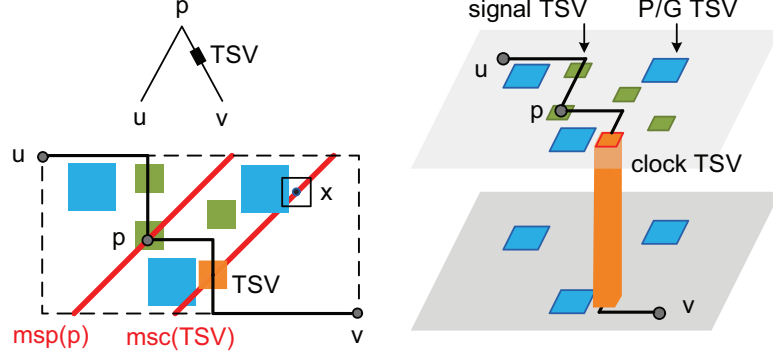 p
TSV
u
v
u
x
p
TSV
v
msp(p)
msc(TSV)
signal TSV
P/G TSV
u
p
clock TSV
v